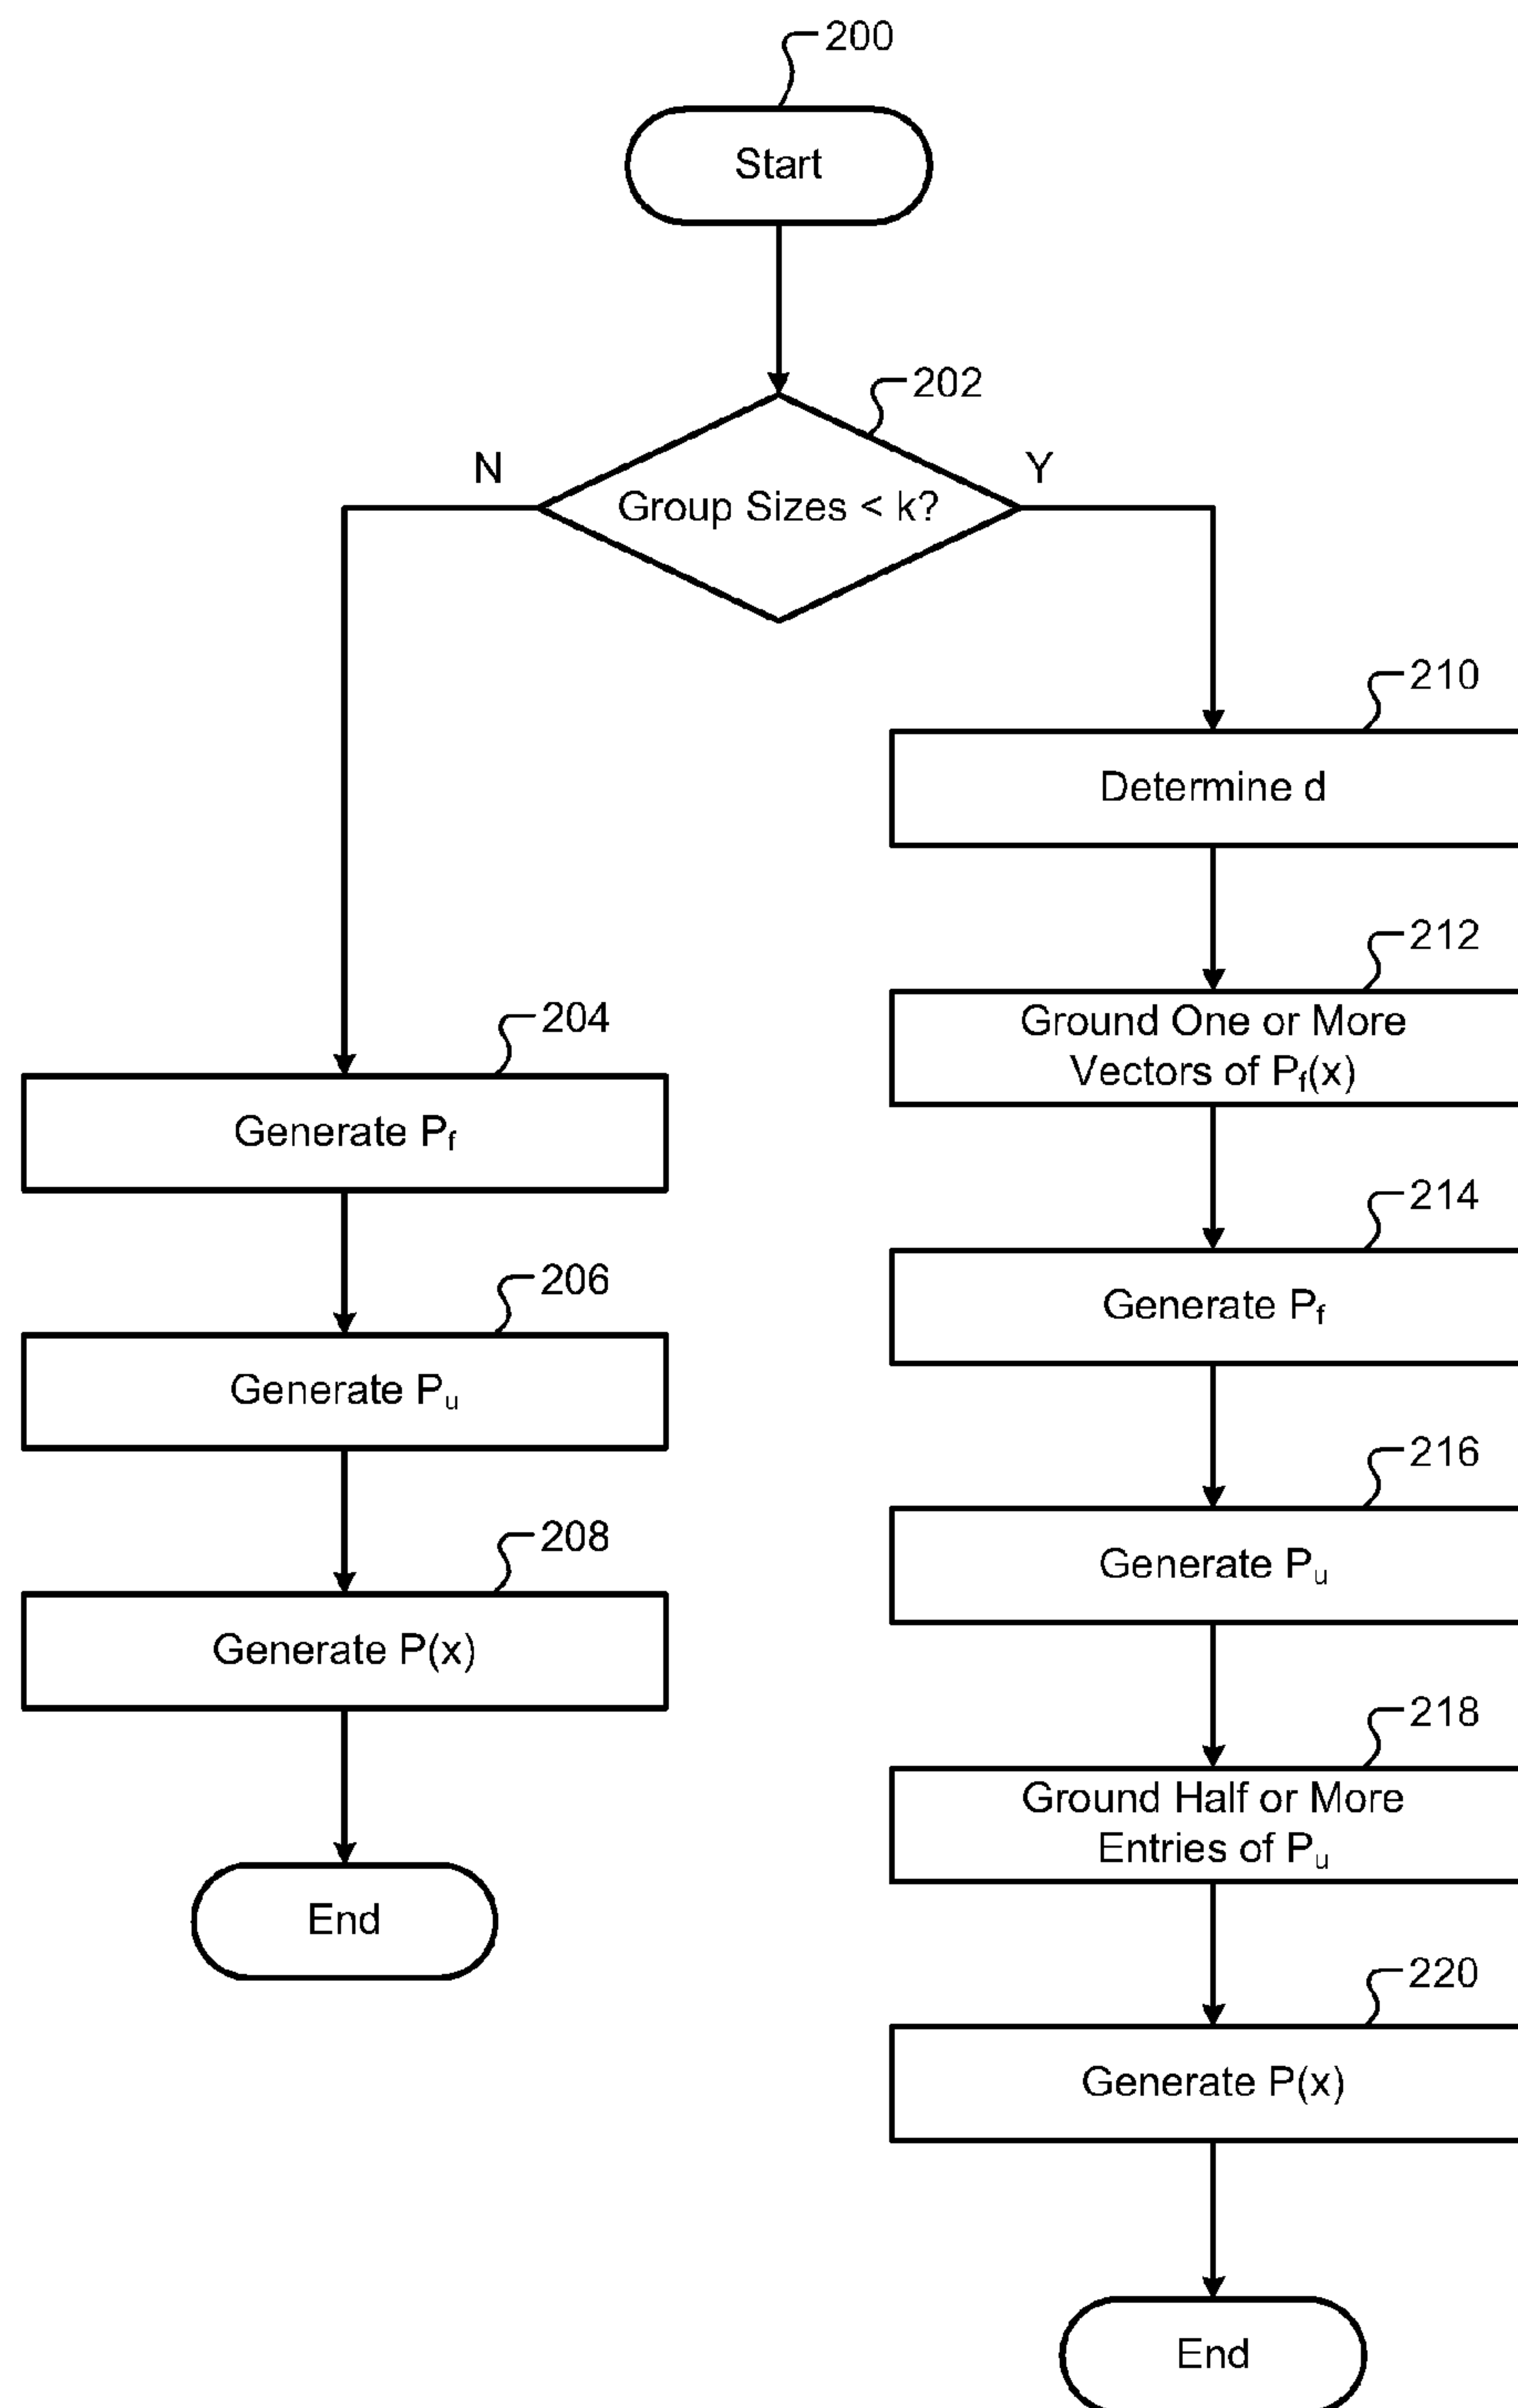 200
Start
202
N
Y
Group Sizes < k?
210
Determine d
212
Ground One or More
Vectors of Pf(x)
204
Generate Pf
214
Generate Pf
206
Generate Pu
216
Generate Pu
208
Generate P(x)
218
Ground Half or More
Entries of Pu
End
220
Generate P(x)
End